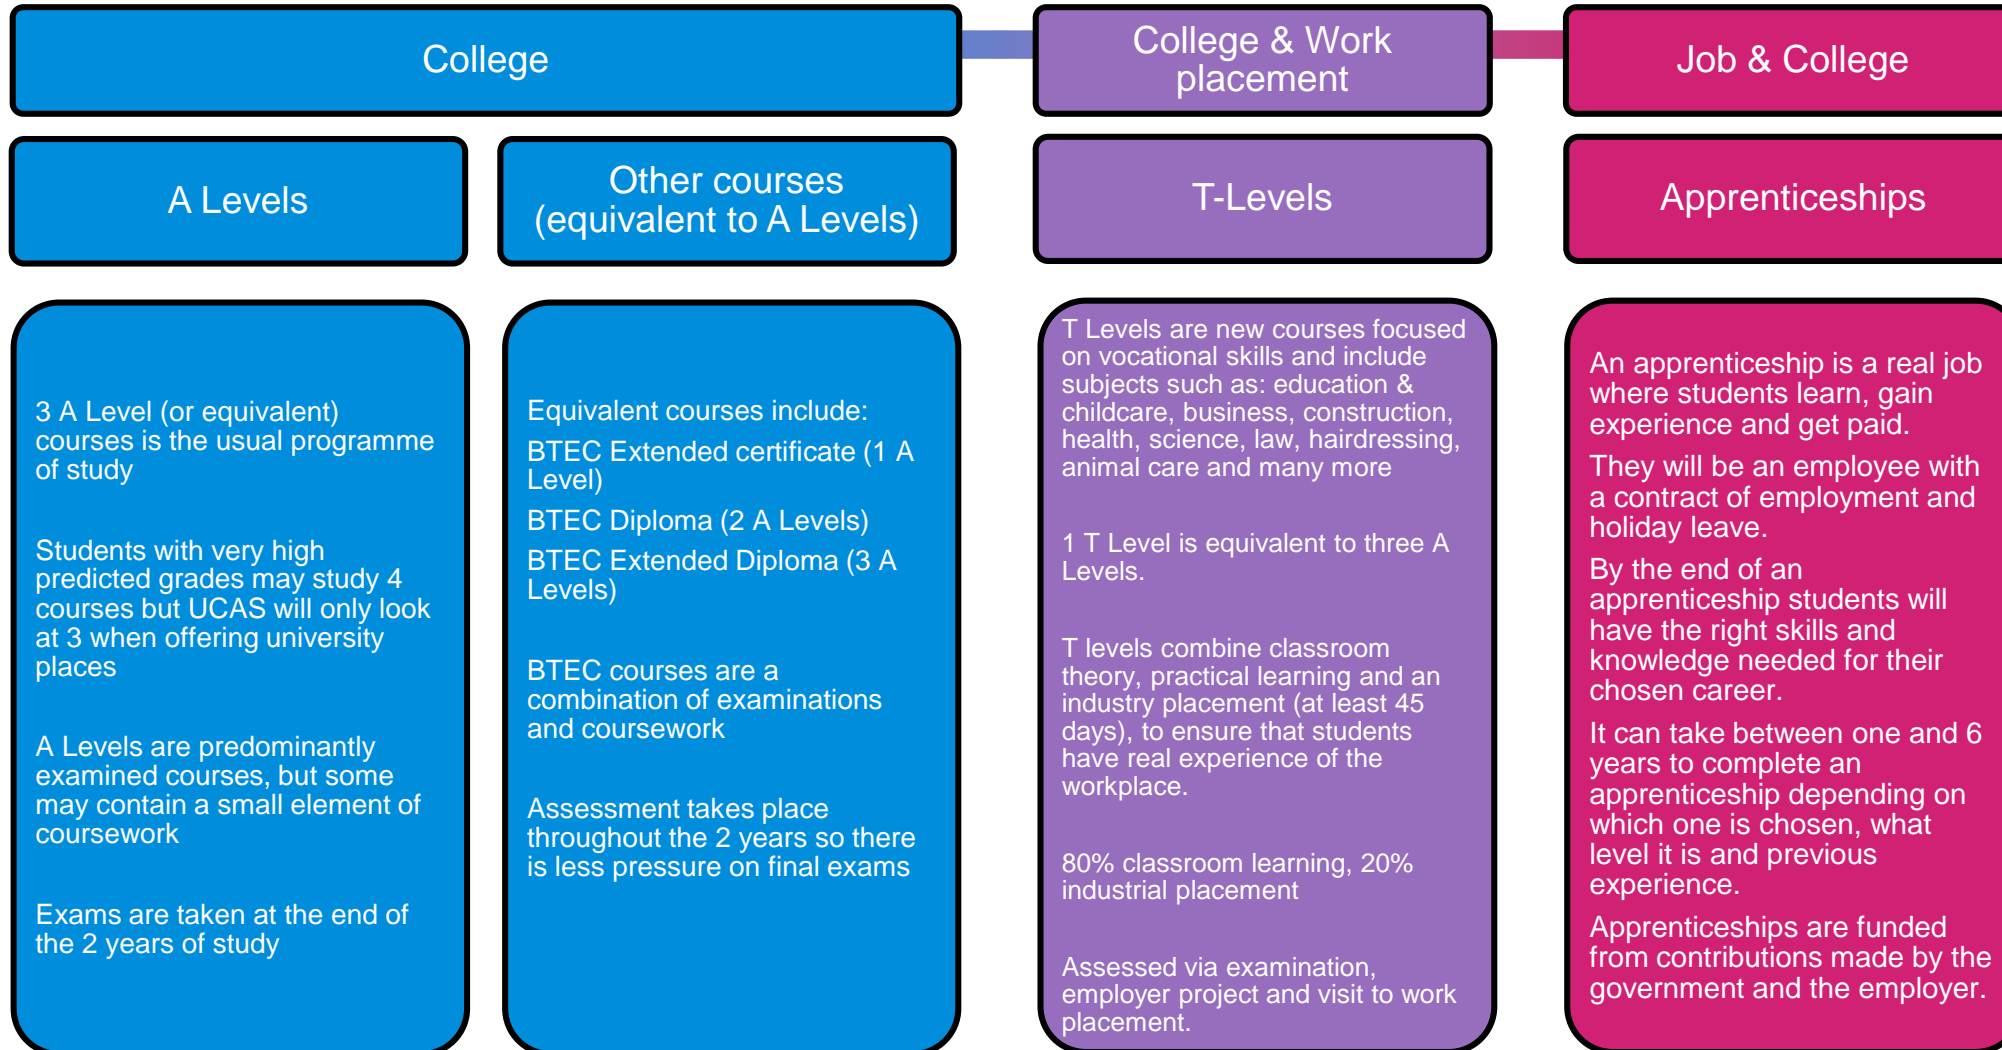 College
College & Work
placement
Job & College
A Levels
Other courses
(equivalent to A Levels)
T-Levels
Apprenticeships
3 A Level (or equivalent)
courses is the usual programme
of study
Students with very high
predicted grades may study 4
courses but UCAS will only look
at 3 when offering university
places
A Levels are predominantly
examined courses, but some
may contain a small element of
coursework
Exams are taken at the end of
the 2 years of study
Equivalent courses include:
BTEC Extended certificate (1 A
Level)
BTEC Diploma (2 A Levels)
BTEC Extended Diploma (3 A
Levels)
BTEC courses are a
combination of examinations
and coursework
Assessment takes place
throughout the 2 years so there
is less pressure on final exams
T Levels are new courses focused
on vocational skills and include
subjects such as: education &
childcare, business, construction,
health, science, law, hairdressing,
animal care and many more
1 T Level is equivalent to three A
Levels.
T levels combine classroom
theory, practical learning and an
industry placement (at least 45
days), to ensure that students
have real experience of the
workplace.
80% classroom learning, 20%
industrial placement
Assessed via examination,
employer project and visit to work
placement.
An apprenticeship is a real job
where students learn, gain
experience and get paid.
They will be an employee with
a contract of employment and
holiday leave.
By the end of an
apprenticeship students will
have the right skills and
knowledge needed for their
chosen career.
It can take between one and 6
years to complete an
apprenticeship depending on
which one is chosen, what
level it is and previous
experience.
Apprenticeships are funded
from contributions made by the
government and the employer.